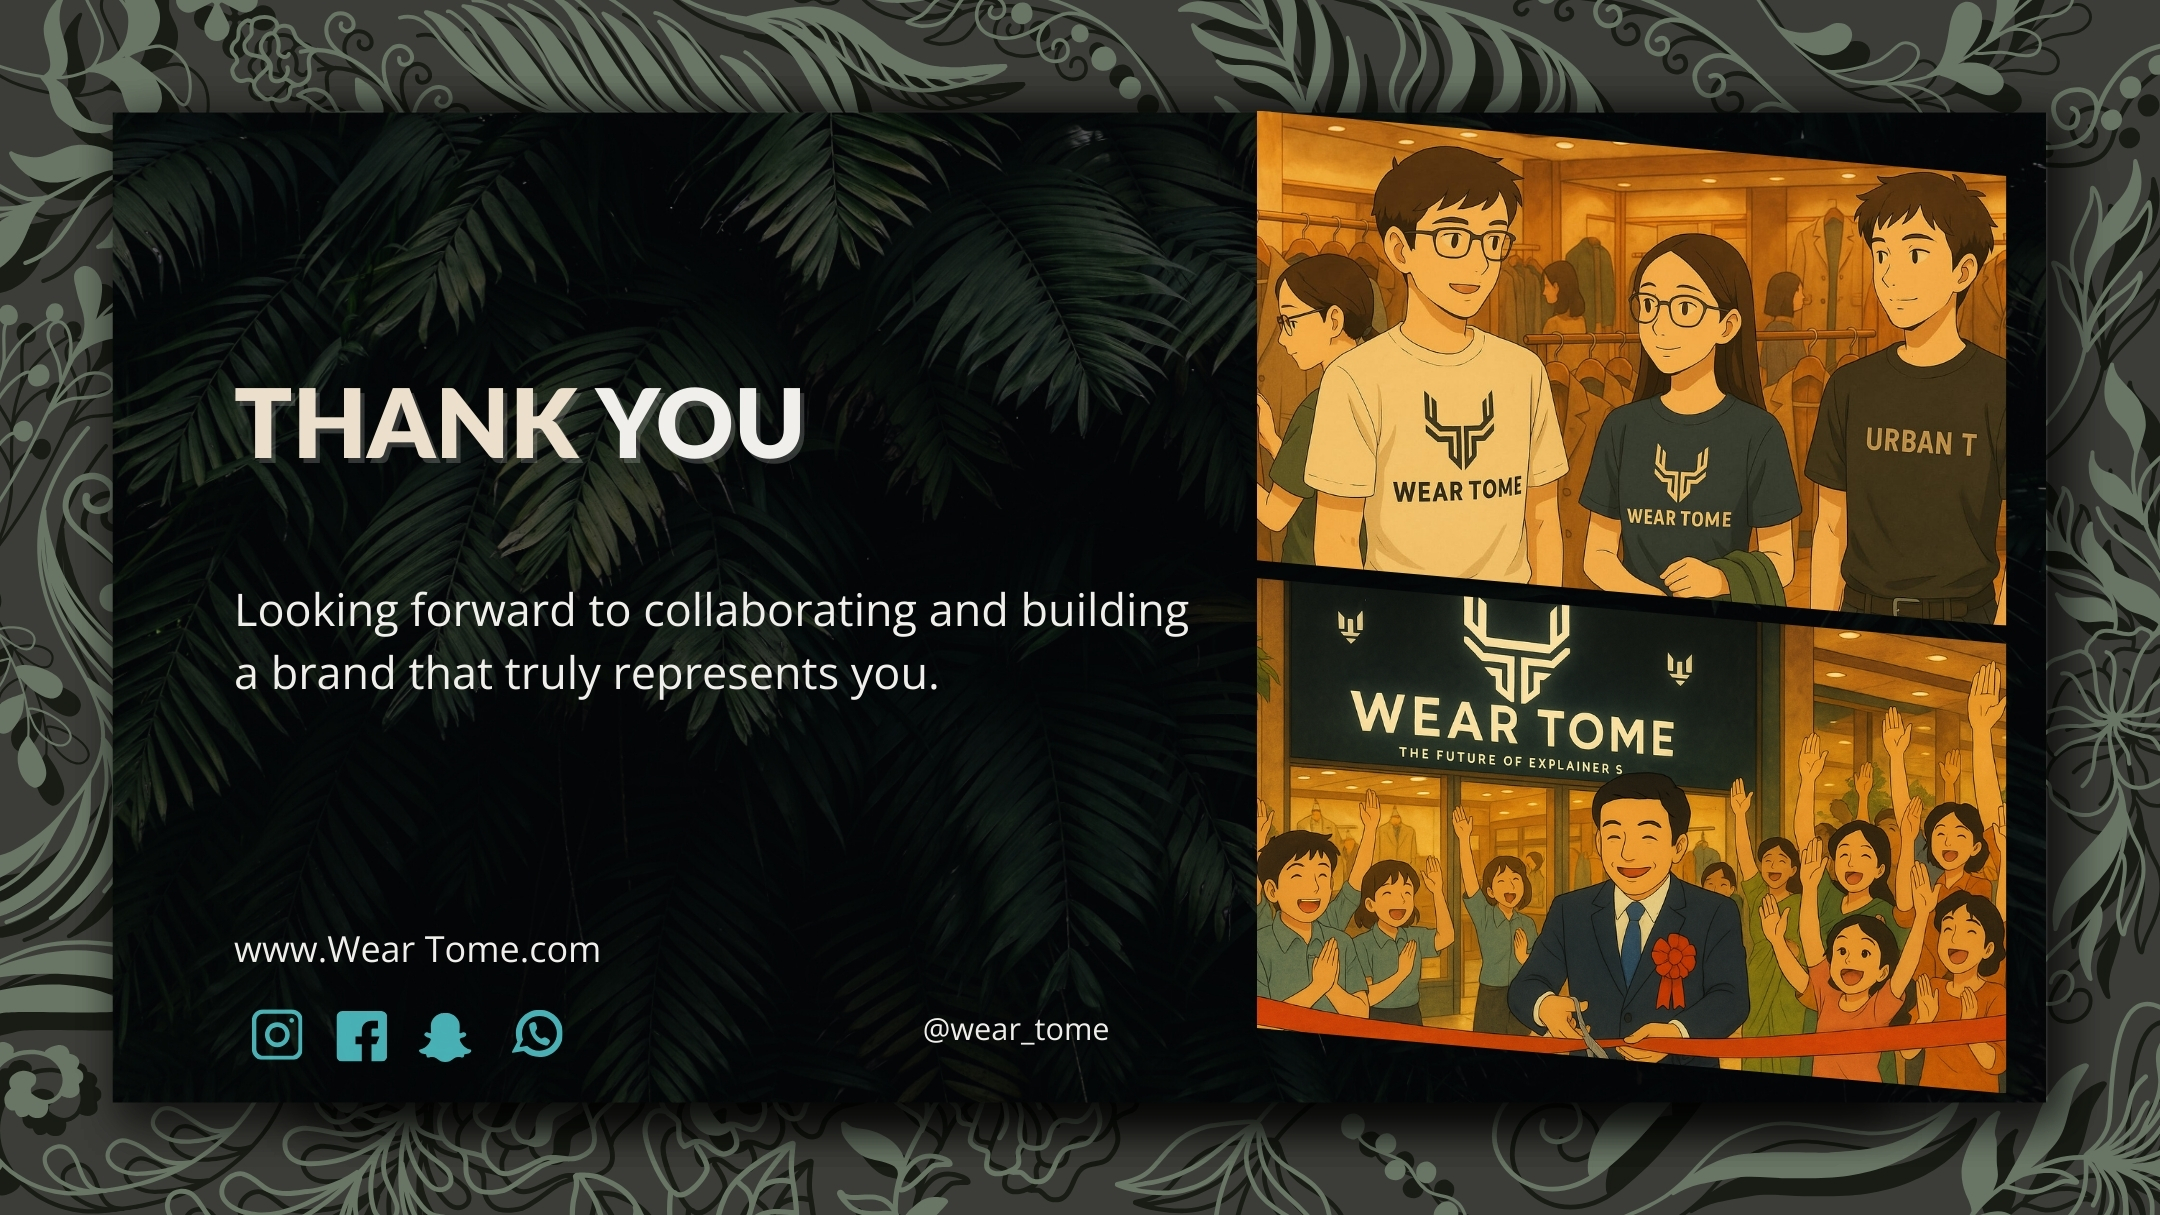 THANK YOU
Looking forward to collaborating and building
a brand that truly represents you.
www.Wear Tome.com
@wear_tome
WEAR TOME
WEAR TOME
URBAN T
WEAR TOME
THE FUTURE OF EXPLAINER S